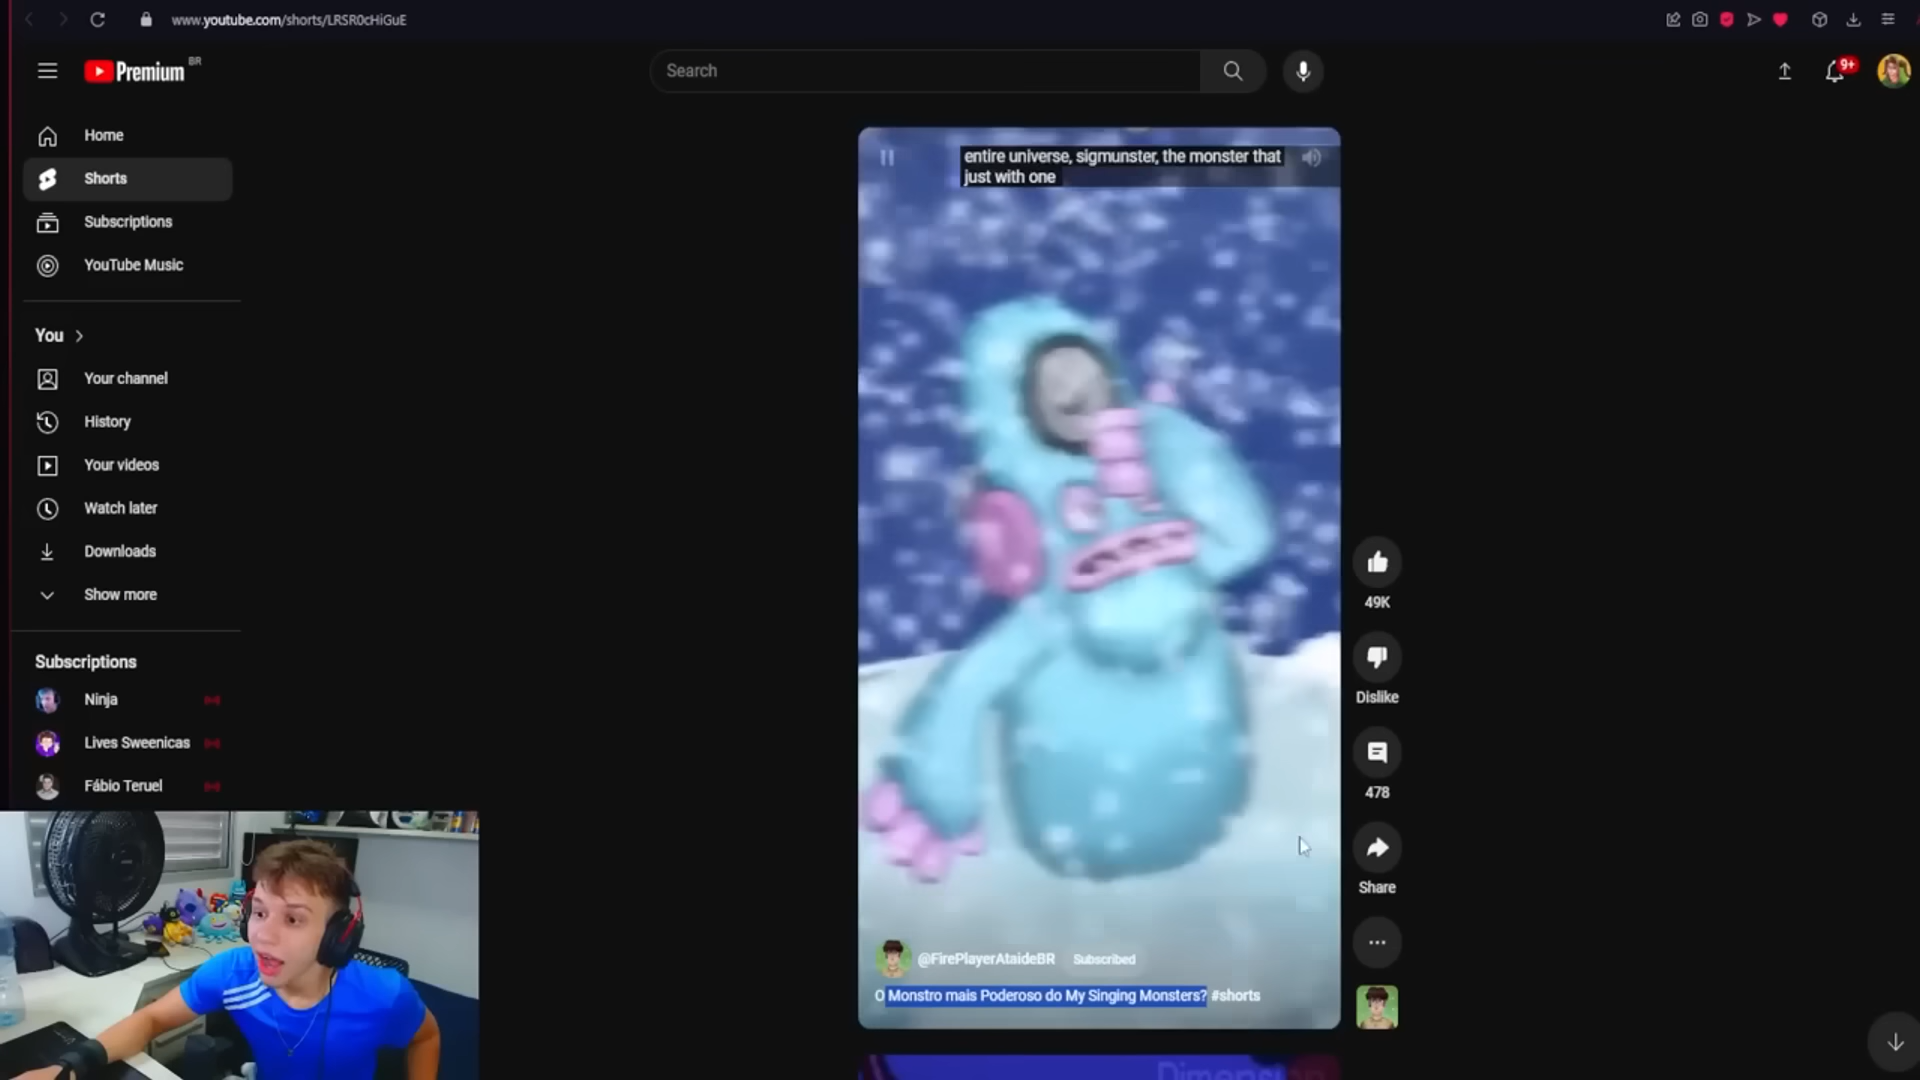 www.youtube.com/shorts/LRSR0cHiGuE
Premium BR
Search
9+
Home
Shorts
Subscriptions
YouTube Music
You
Your channel
History
Your videos
Watch later
Downloads
Show more
Subscriptions
Ninja
Lives Sweenicas
Fábio Teruel
entire universe, sigmunster, the monster that
just with one
@FirePlayerAtaideBR Subscribed
O Monstro mais Poderoso do My Singing Monsters? #shorts
49K
Dislike
478
Share